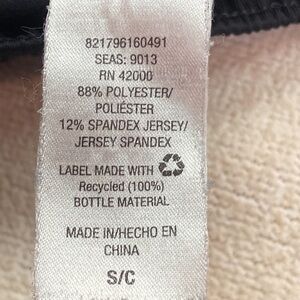 821796160491
SEAS: 9013
RN 42000
88% POLYESTER/
POLIÉSTER
12% SPANDEX JERSEY/
JERSEY SPANDEX
LABEL MADE WITH
Recycled (100%)
BOTTLE MATERIAL
MADE IN/HECHO EN
CHINA
S/C